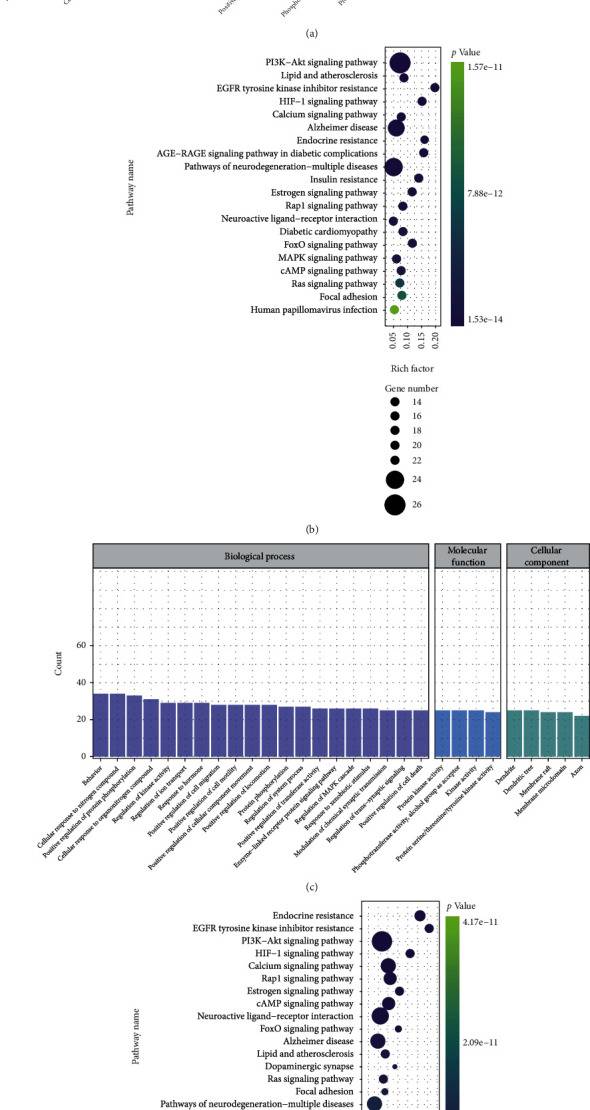 (a)
p Value
PI3K−Akt signaling pathway
Lipid and atherosclerosis
EGFR tyrosine kinase inhibitor resistance
HIF−1 signaling pathway
Calcium signaling pathway
Alzheimer disease
Endocrine resistance
AGE−RAGE signaling pathway in diabetic complications
Pathways of neurodegeneration−multiple diseases
Insulin resistance
Estrogen signaling pathway
Rap1 signaling pathway
Neuroactive ligand−receptor interaction
Diabetic cardiomyopathy
FoxO signaling pathway
MAPK signaling pathway
cAMP signaling pathway
Ras signaling pathway
Focal adhesion
Human papillomavirus infection
Pathway name
1.57e−11
7.88e−12
1.53e−14
0.05
0.10
0.15
0.20
Rich factor
Gene number
14
16
18
20
22
24
26
(b)
Biological process
Molecular
function
Cellular
component
Count
60
40
20
0
Behavior
Cellular response to nitrogen compound
Positive regulation of protein phosphorylation
Cellular response to organonitrogen compound
Regulation of kinase activity
Regulation of ion transport
Response to hormone
Positive regulation of cell migration
Positive regulation of cell motility
Positive regulation of cellular component movement
Positive regulation of locomotion
Protein phosphorylation
Regulation of system process
Positive regulation of transferase activity
Enzyme−linked receptor protein signaling pathway
Regulation of MAPK cascade
Response to xenobiotic stimulus
Modulation of chemical synaptic transmission
Regulation of trans−synaptic signaling
Positive regulation of cell death
Protein kinase activity
Phosphotransferase activity, alcohol group as acceptor
Kinase activity
Protein serine/threonine/tyrosine kinase activity
Dendrite
Dendritic tree
Membrane raft
Membrane microdomain
Axon
(c)
p Value
Endocrine resistance
EGFR tyrosine kinase inhibitor resistance
PI3K−Akt signaling pathway
HIF−1 signaling pathway
Calcium signaling pathway
Rap1 signaling pathway
Estrogen signaling pathway
cAMP signaling pathway
Neuroactive ligand−receptor interaction
FoxO signaling pathway
Alzheimer disease
Lipid and atherosclerosis
Dopaminergic synapse
Ras signaling pathway
Focal adhesion
Pathways of neurodegeneration−multiple diseases
Pathway name
4.17e−11
2.09e−11